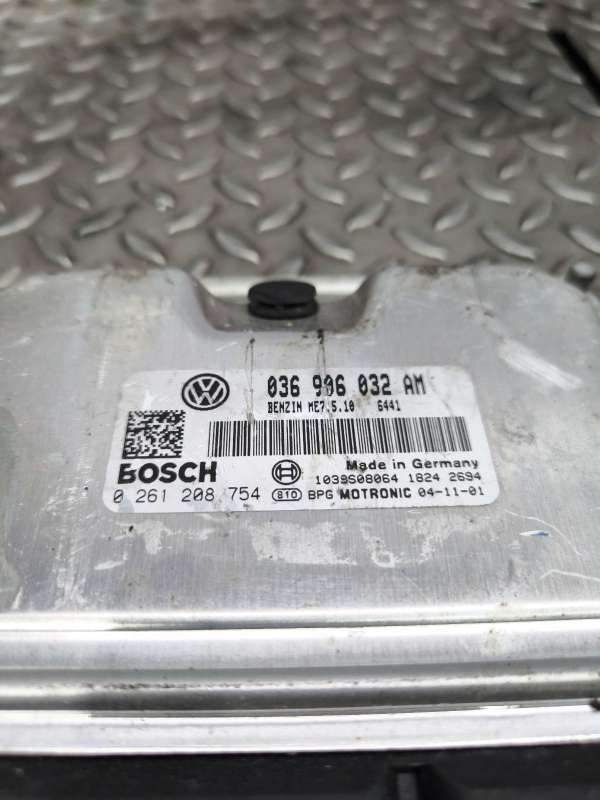 036 906 032 AM
BENZIN ME7.5.10 6441
BOSCH
Made in Germany
1039S08064 1824 2694
0 261 208 754 810 BPG MOTRONIC 04-11-01